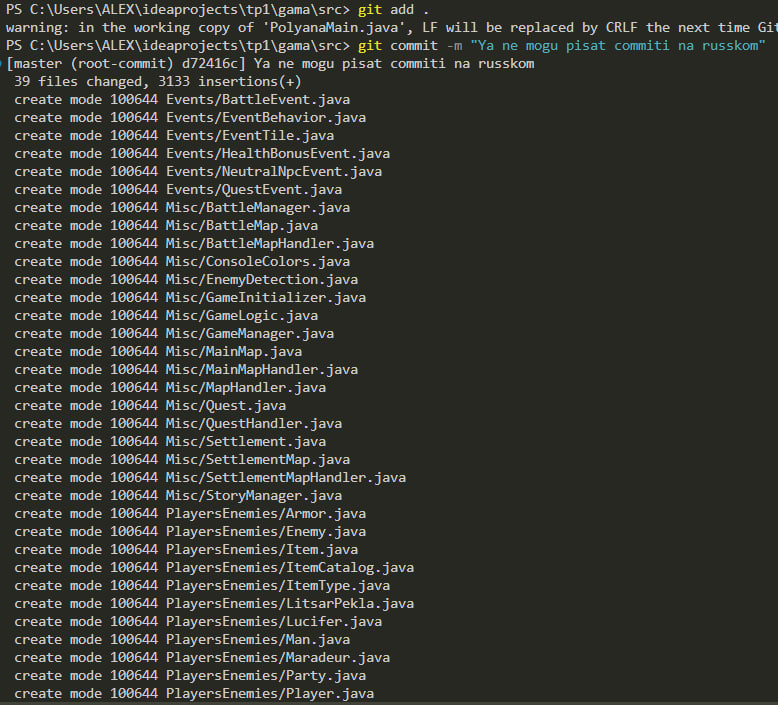 PS C:\Users\ALEX\ideaprojects\tp1\gama\src> git add .
warning: in the working copy of 'PolyanaMain.java', LF will be replaced by CRLF the next time Git
PS C:\Users\ALEX\ideaprojects\tp1\gama\src> git commit -m "Ya ne mogu pisat commiti na russkom"
[master (root-commit) d72416c] Ya ne mogu pisat commiti na russkom
39 files changed, 3133 insertions(+)
create mode 100644 Events/BattleEvent.java
create mode 100644 Events/EventBehavior.java
create mode 100644 Events/EventTile.java
create mode 100644 Events/HealthBonusEvent.java
create mode 100644 Events/NeutralNpcEvent.java
create mode 100644 Events/QuestEvent.java
create mode 100644 Misc/BattleManager.java
create mode 100644 Misc/BattleMap.java
create mode 100644 Misc/BattleMapHandler.java
create mode 100644 Misc/ConsoleColors.java
create mode 100644 Misc/EnemyDetection.java
create mode 100644 Misc/GameInitializer.java
create mode 100644 Misc/GameLogic.java
create mode 100644 Misc/GameManager.java
create mode 100644 Misc/MainMap.java
create mode 100644 Misc/MainMapHandler.java
create mode 100644 Misc/MapHandler.java
create mode 100644 Misc/Quest.java
create mode 100644 Misc/QuestHandler.java
create mode 100644 Misc/Settlement.java
create mode 100644 Misc/SettlementMap.java
create mode 100644 Misc/SettlementMapHandler.java
create mode 100644 Misc/StoryManager.java
create mode 100644 PlayersEnemies/Armor.java
create mode 100644 PlayersEnemies/Enemy.java
create mode 100644 PlayersEnemies/Item.java
create mode 100644 PlayersEnemies/ItemCatalog.java
create mode 100644 PlayersEnemies/ItemType.java
create mode 100644 PlayersEnemies/LitsarPekla.java
create mode 100644 PlayersEnemies/Lucifer.java
create mode 100644 PlayersEnemies/Man.java
create mode 100644 PlayersEnemies/Maradeur.java
create mode 100644 PlayersEnemies/Party.java
create mode 100644 PlayersEnemies/Player.java